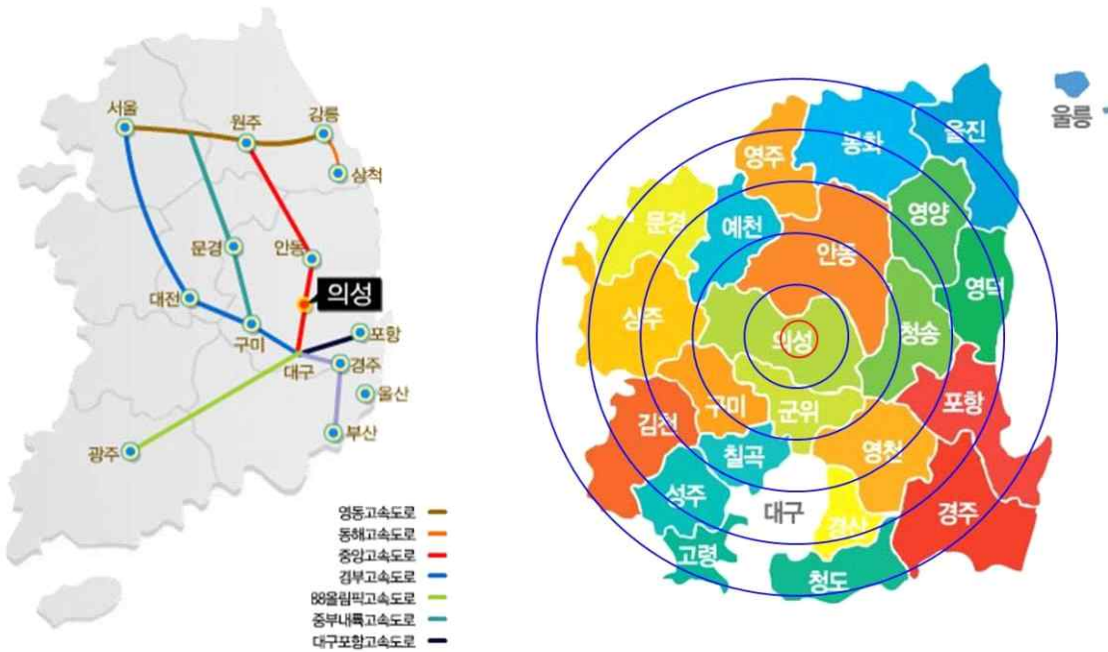 서울
원주
강릉
삼척
문경
안동
의성
대전
구미
포항
대구
경주
울산
부산
광주
영동고속도로
동해고속도로
중앙고속도로
경부고속도로
88올림픽고속도로
중부내륙고속도로
대구포항고속도로
울릉
울진
봉화
영주
영양
문경
예천
안동
영덕
상주
의성
청송
구미
군위
포항
김천
칠곡
영천
성주
대구
경산
경주
고령
청도